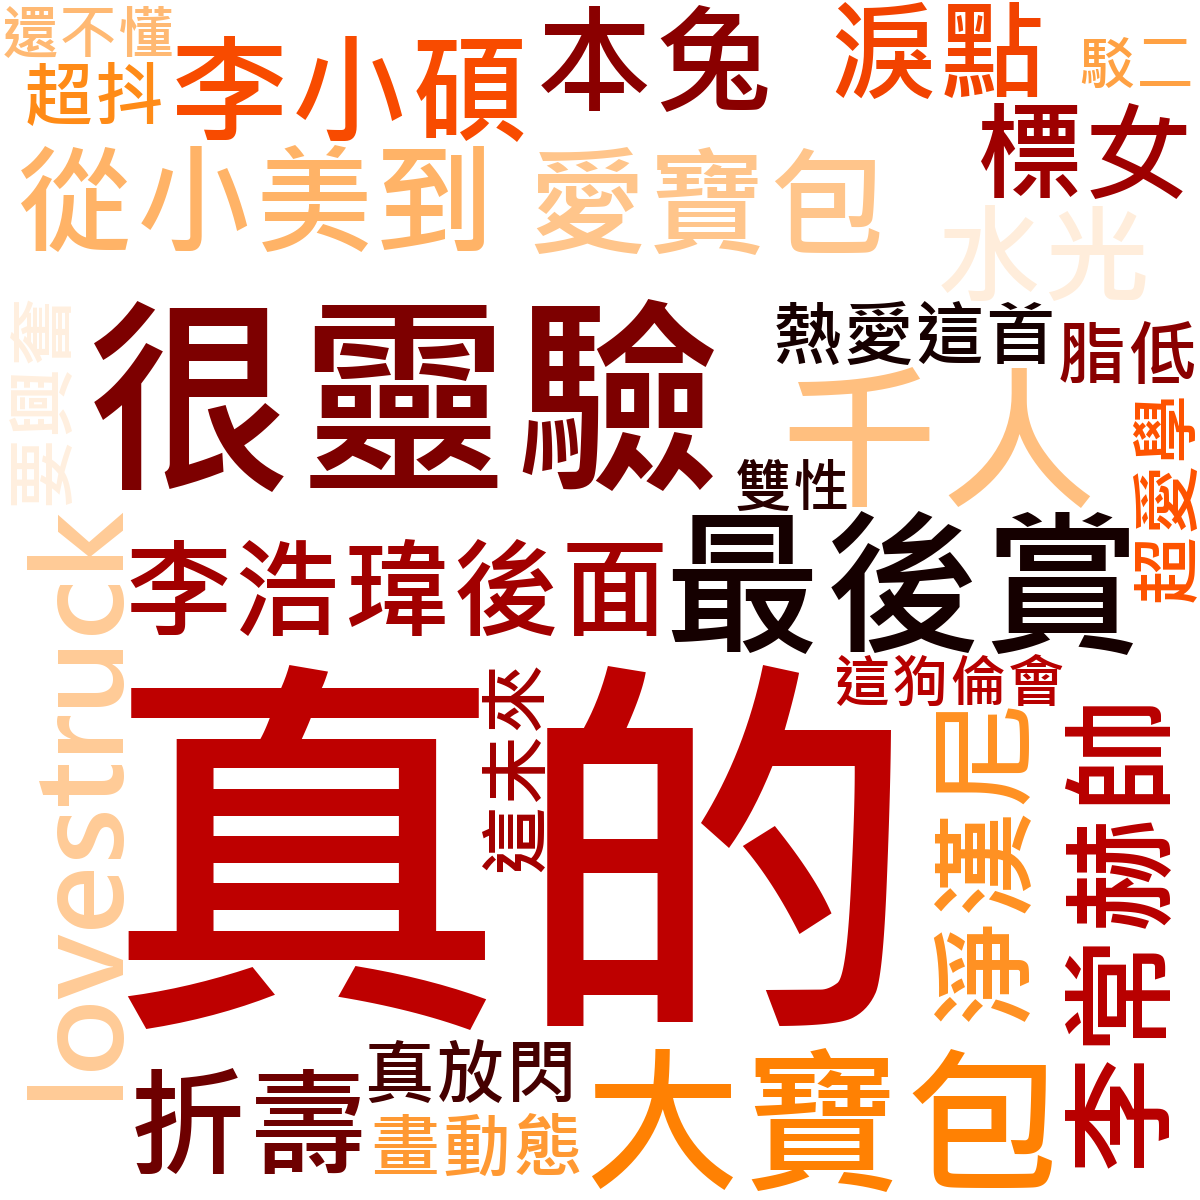 還不懂
超抖
李小碩
本兔
淚點
駁二
標女
從小美到
愛寶包
水光
要興奮
很靈驗
熱愛這首
脂低
千人
超愛學
雙性
lovestruck
李浩瑋後面
最後賞
真的
這未來
這狗倫會
淨漢尼
李常赫帥
真放閃
折壽
畫動態
大寶包